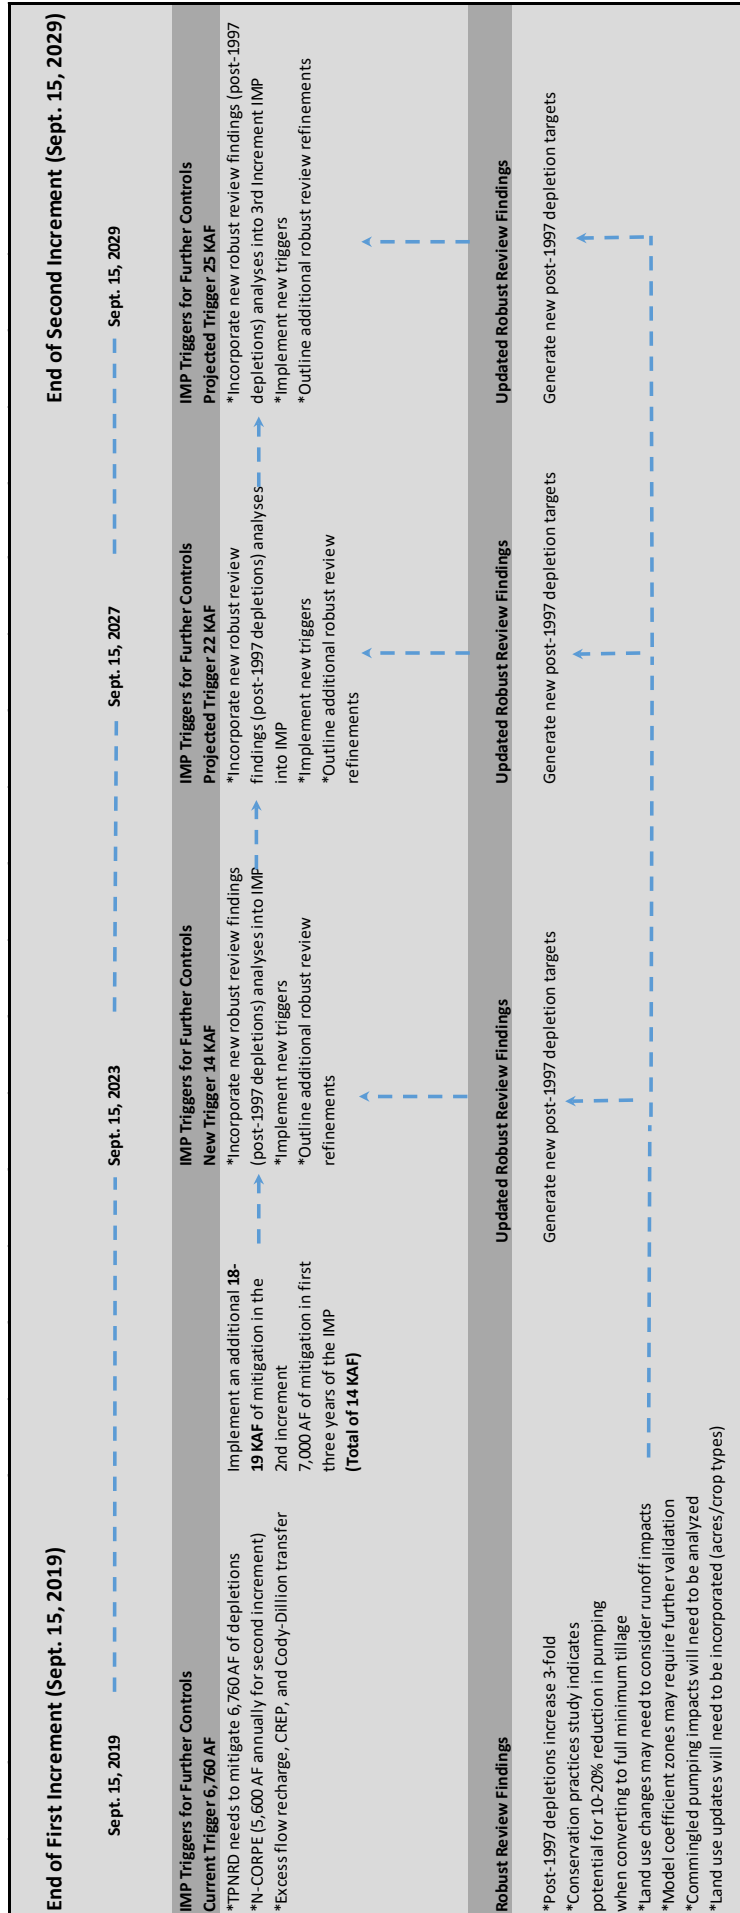 End of First Increment (Sept. 15, 2019)
End of Second Increment (Sept. 15, 2029)
Sept. 15, 2019
Sept. 15, 2023
Sept. 15, 2027
Sept. 15, 2029
IMP Triggers for Further Controls
Current Trigger 6,760 AF
*TPNRD needs to mitigate 6,760 AF of depletions
*N-CORPE (5,600 AF annually for second increment)
*Excess flow recharge, CREP, and Cody-Dillion transfer
Implement an additional 18-
19 KAF of mitigation in the
2nd increment
7,000 AF of mitigation in first
three years of the IMP
(Total of 14 KAF)
IMP Triggers for Further Controls
New Trigger 14 KAF
*Incorporate new robust review findings
(post-1997 depletions) analyses into IMP
*Implement new triggers
*Outline additional robust review
refinements
IMP Triggers for Further Controls
Projected Trigger 22 KAF
*Incorporate new robust review
findings (post-1997 depletions) analyses
into IMP
*Implement new triggers
*Outline additional robust review
refinements
IMP Triggers for Further Controls
Projected Trigger 25 KAF
*Incorporate new robust review findings (post-1997
depletions) analyses into 3rd Increment IMP
*Implement new triggers
*Outline additional robust review refinements
Robust Review Findings
*Post-1997 depletions increase 3-fold
*Conservation practices study indicates
potential for 10-20% reduction in pumping
when converting to full minimum tillage
*Land use changes may need to consider runoff impacts
*Model coefficient zones may require further validation
*Commingled pumping impacts will need to be analyzed
*Land use updates will need to be incorporated (acres/crop types)
Updated Robust Review Findings
Generate new post-1997 depletion targets
Updated Robust Review Findings
Generate new post-1997 depletion targets
Updated Robust Review Findings
Generate new post-1997 depletion targets